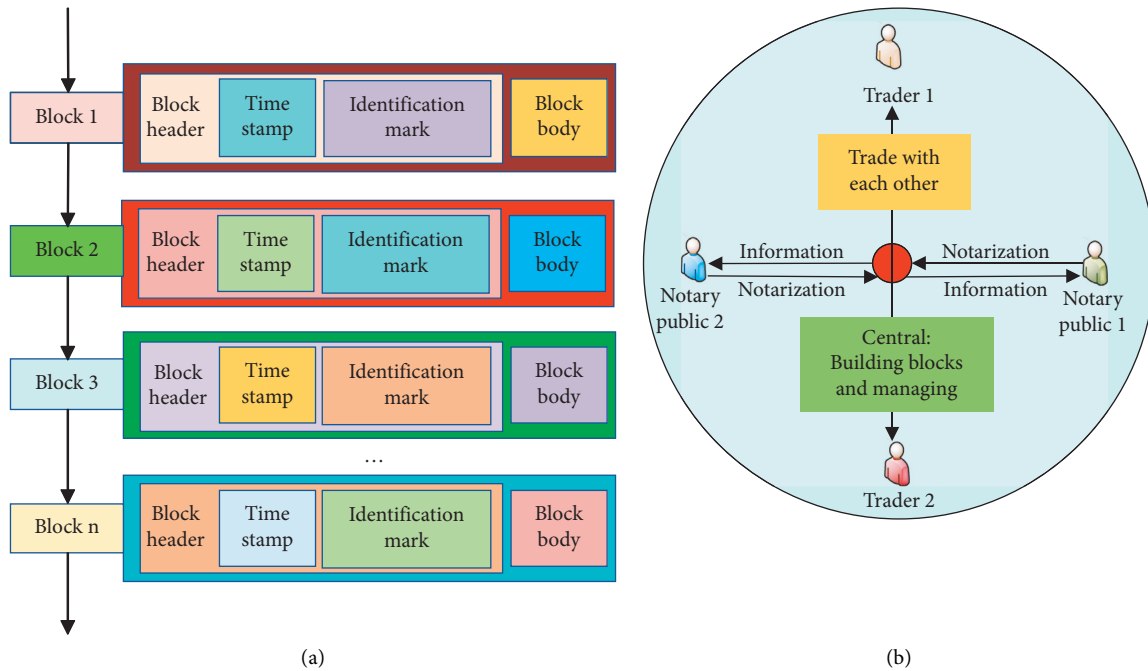 Block 1
Block
header
Time
stamp
Identification
mark
Block
body
Block 2
Block
header
Time
stamp
Identification
mark
Block
body
Block 3
Block
header
Time
stamp
Identification
mark
Block
body
...
Block n
Block
header
Time
stamp
Identification
mark
Block
body
(a)
Trader 1
Trade with
each other
Information
Notarization
Notarization
Information
Notary
public 2
Notary
public 1
Central:
Building blocks
and managing
Trader 2
(b)